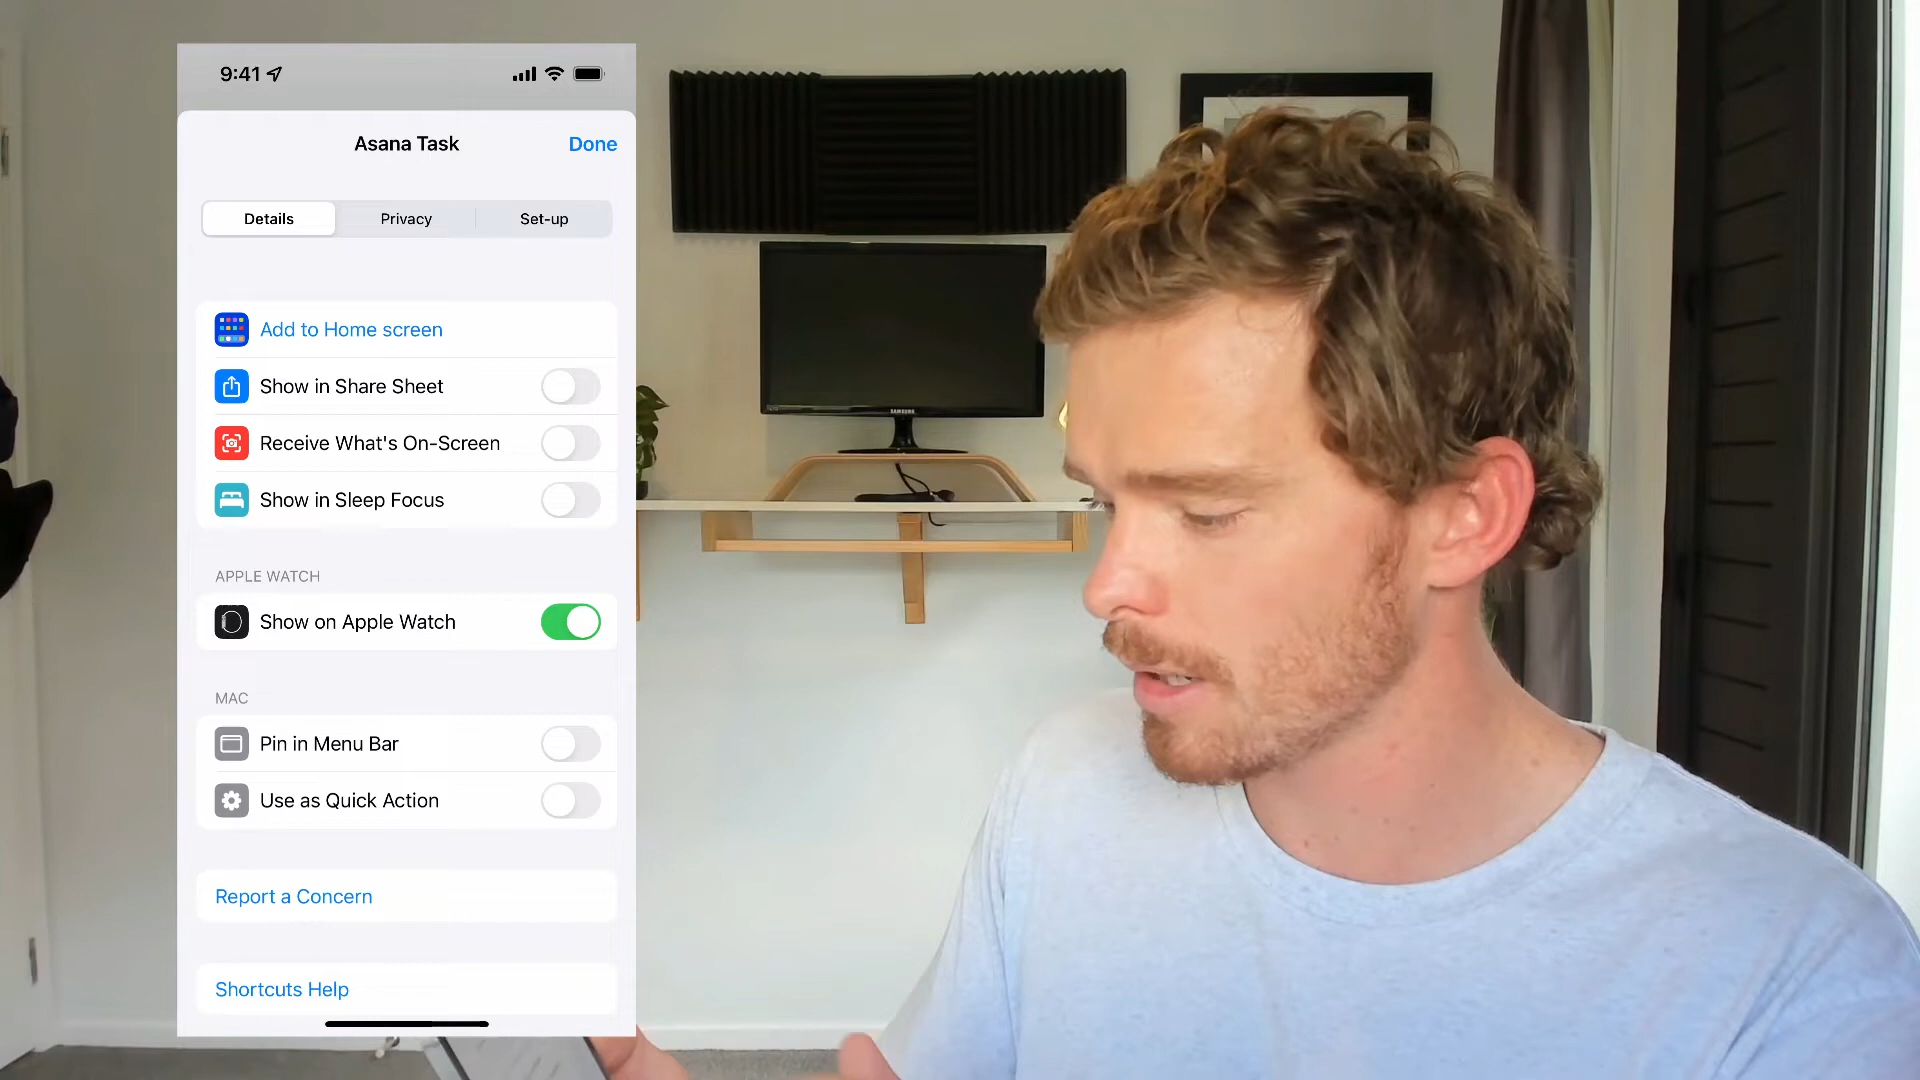 9:41
Asana Task
Done
Details
Privacy
Set-up
Add to Home screen
Show in Share Sheet
Receive What's On-Screen
Show in Sleep Focus
APPLE WATCH
Show on Apple Watch
MAC
Pin in Menu Bar
Use as Quick Action
Report a Concern
Shortcuts Help
SAMSUNG